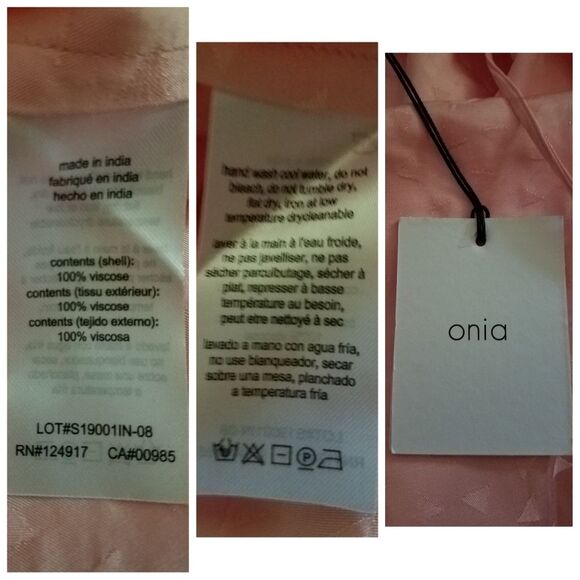 made in india
fabriqué en india
hecho en india
contents (shell):
100% viscose
contents (tissu extérieur):
100% viscose
contents (tejido externo):
100% viscosa
LOT#S19001IN-08
RN#124917 CA#00985
hand wash cool water, do not
bleach, do not tumble dry,
flat dry, iron at low
temperature drycleanable
laver à la main à l'eau froide,
ne pas javelliser, ne pas
sécher parculbutage, sécher à
plat, represser à basse
température au besoin,
peut etre nettoyé à sec
lavado a mano con agua fría,
no use blanqueador, secar
sobre una mesa, planchado
a temperatura fría
onia